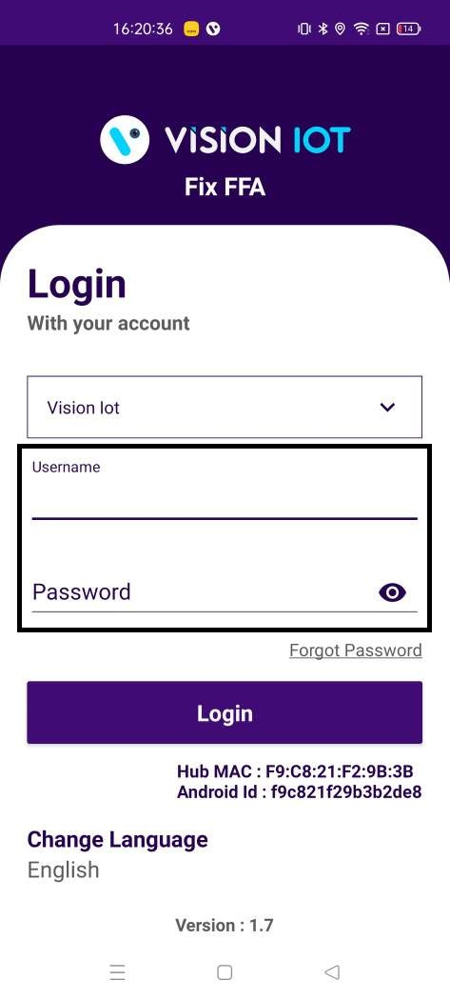 16:20:36
14
VISION IOT
Fix FFA
Login
With your account
Vision Iot
Username
Password
Forgot Password
Login
Hub MAC : F9:C8:21:F2:9B:3B
Android Id : f9c821f29b3b2de8
Change Language
English
Version : 1.7